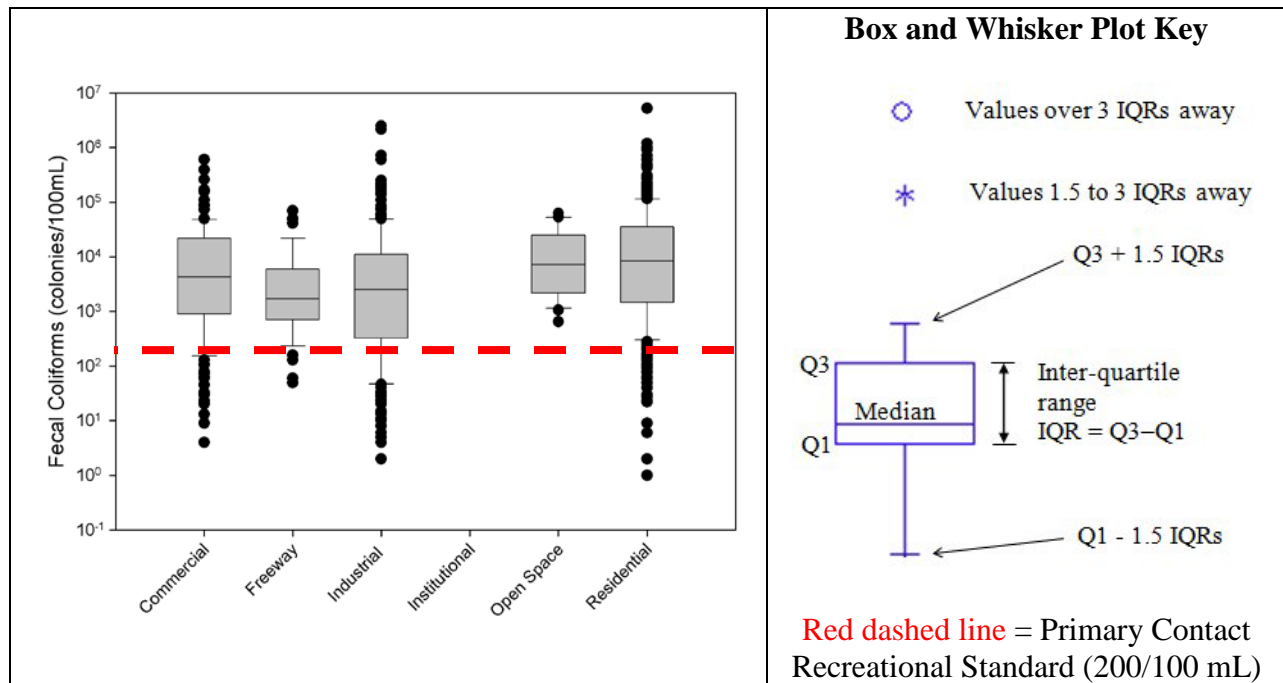 Fecal Coliforms (colonies/100mL)
10⁷
10⁶
10⁵
10⁴
10³
10²
10¹
10⁰
10⁻¹
Commercial
Freeway
Industrial
Institutional
Open Space
Residential
Box and Whisker Plot Key
Values over 3 IQRs away
Values 1.5 to 3 IQRs away
Q3 + 1.5 IQRs
Q3
Median
Q1
Inter-quartile
range
IQR = Q3–Q1
Q1 - 1.5 IQRs
Red dashed line = Primary Contact
Recreational Standard (200/100 mL)